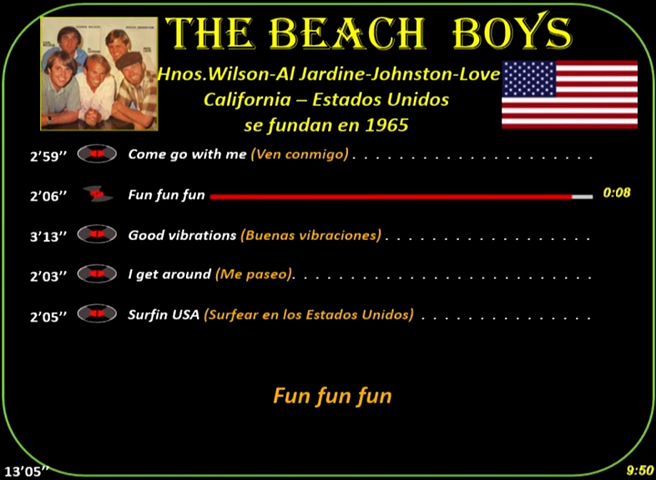 THE BEACH BOYS
Hnos.Wilson-Al Jardine-Johnston-Love
California – Estados Unidos
se fundan en 1965
2’59’’ Come go with me (Ven conmigo) . . . . . . . . . . . . . . . . .
2’06’’ Fun fun fun 0:08
3’13’’ Good vibrations (Buenas vibraciones) . . . . . . . . . . . . . . .
2’03’’ I get around (Me paseo). . . . . . . . . . . . . . . . . . . .
2’05’’ Surfin USA (Surfear en los Estados Unidos) . . . . . . . . . . . .
Fun fun fun
13’05’’ 9:50